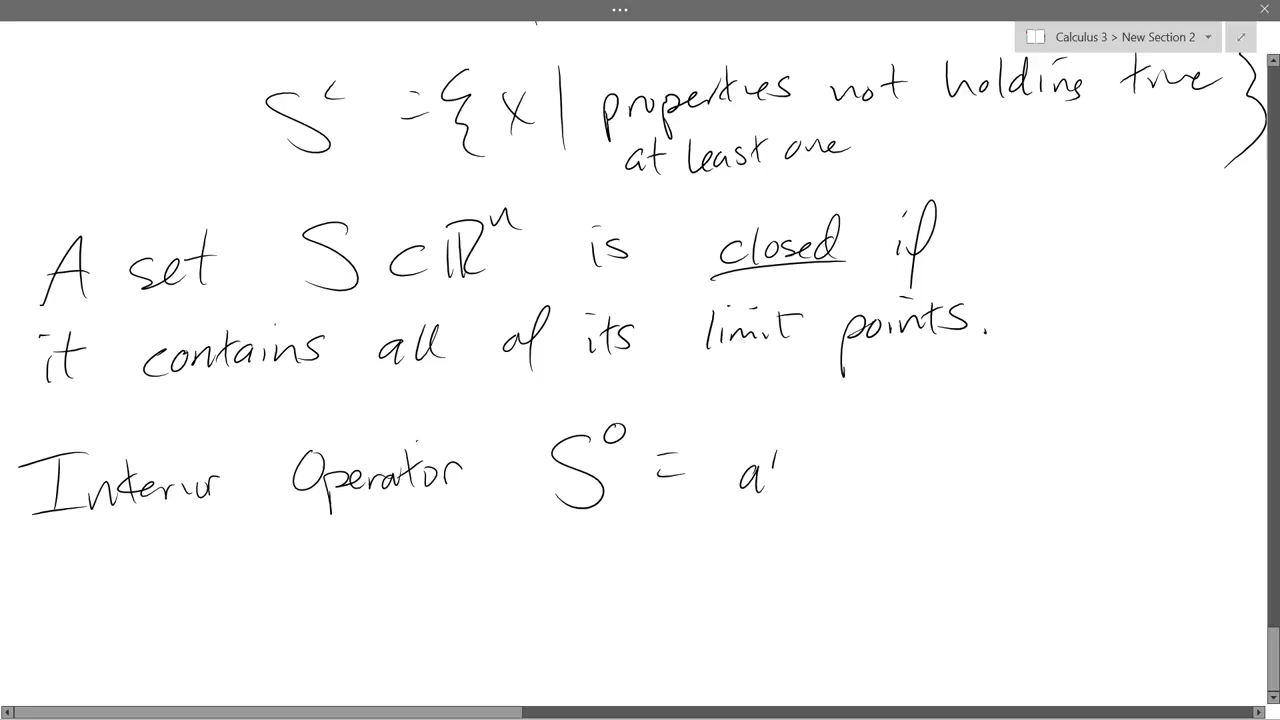 Calculus 3 > New Section 2
S^c = {x | properties not holding true}
at least one
A set S ⊂ ℝ^n is closed if
it contains all of its limit points.
Interior Operator S^o = a